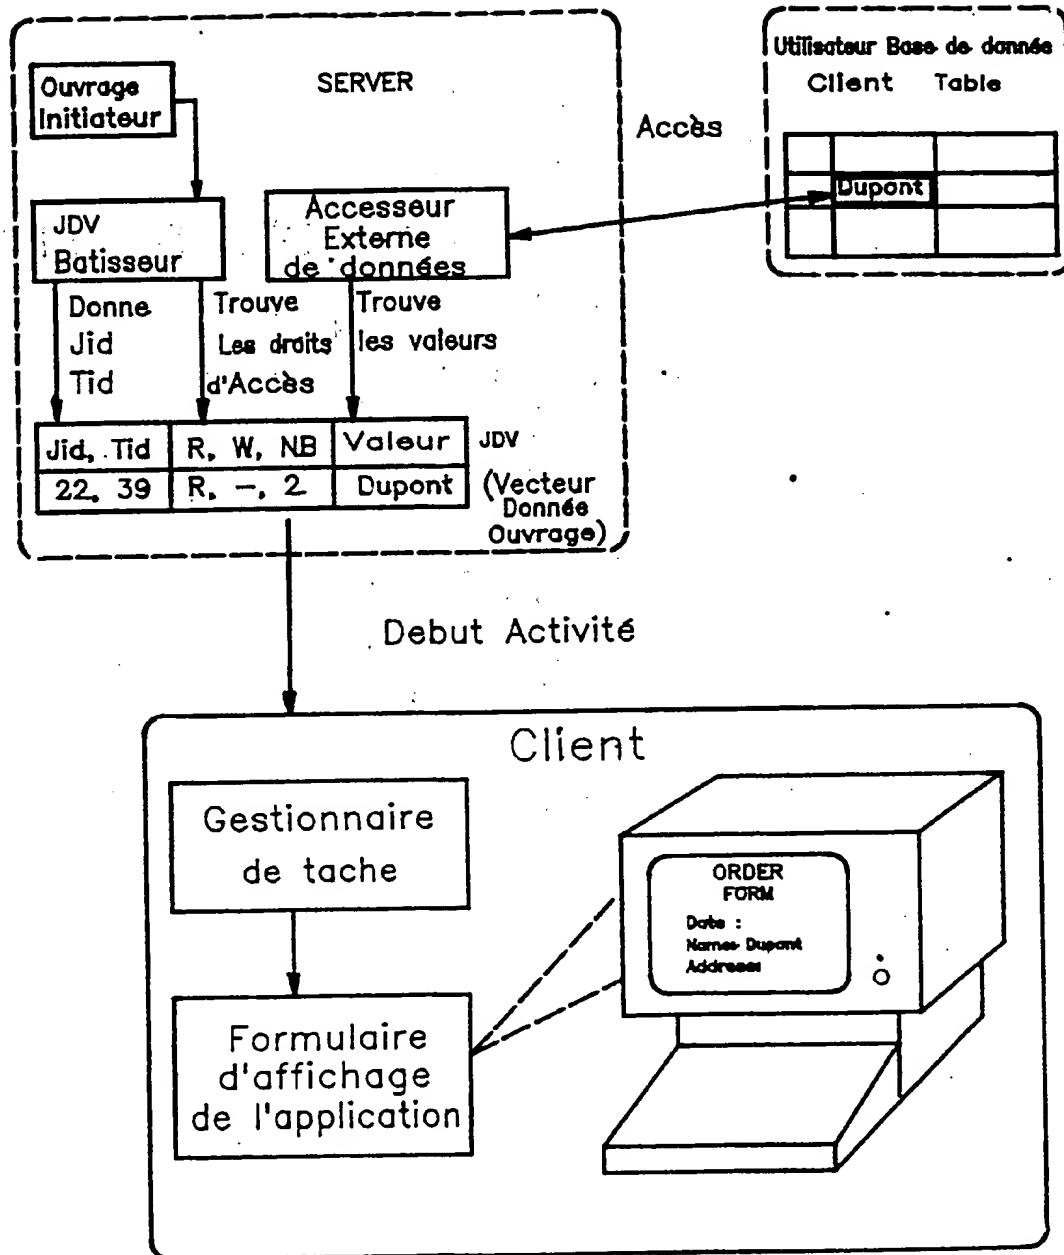 SERVER
Ouvrage
Initiateur
JDV
Batisseur
Accesseur
Externe
de données
Accès
Utilisateur Base de donnée
Client Table
Dupont
Donne
Jid
Tid
Trouve
Les droits
d'Accès
Trouve
les valeurs
Jid, Tid R, W, NB Valeur
22, 39 R, –, 2 Dupont
JDV
(Vecteur
Donnée
Ouvrage)
Debut Activité
Client
Gestionnaire
de tache
Formulaire
d'affichage
de l'application
ORDER
FORM
Date :
Name: Dupont
Address: